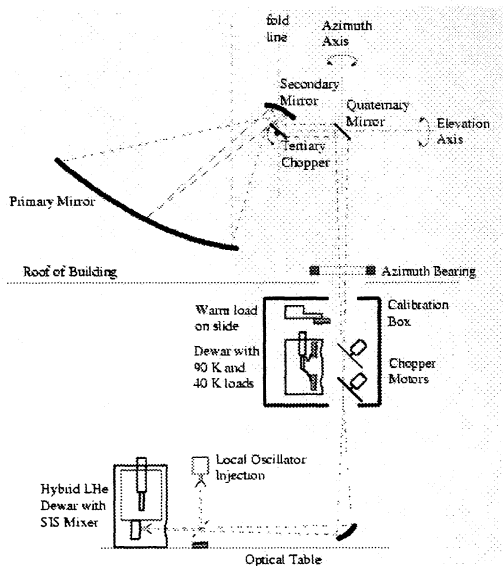 fold
line
Azimuth
Axis
Secondary
Mirror
Quaternary
Mirror
Elevation
Axis
Tertiary
Chopper
Primary Mirror
Roof of Building
Azimuth Bearing
Warm load
on slide
Calibration
Box
Dewar with
90 K and
40 K loads
Chopper
Motors
Local Oscillator
Injection
Hybrid LHe
Dewar with
SIS Mixer
Optical Table